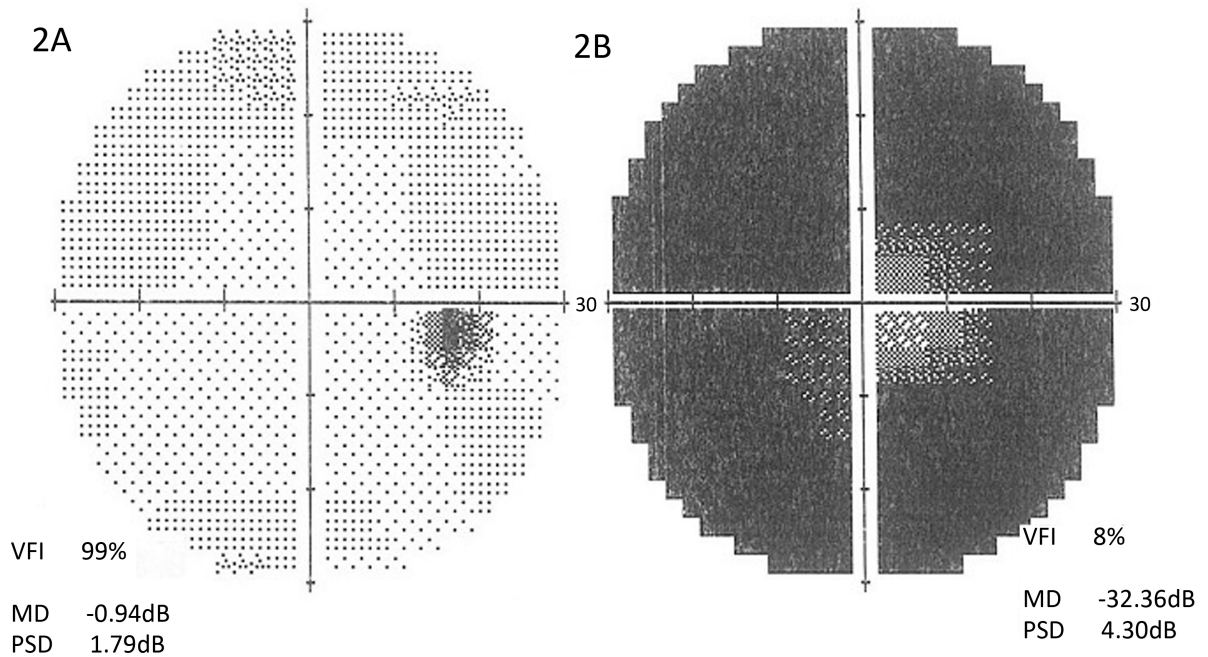 2A
30
VFI 99%
MD -0.94dB
PSD 1.79dB
2B
30
VFI 8%
MD -32.36dB
PSD 4.30dB